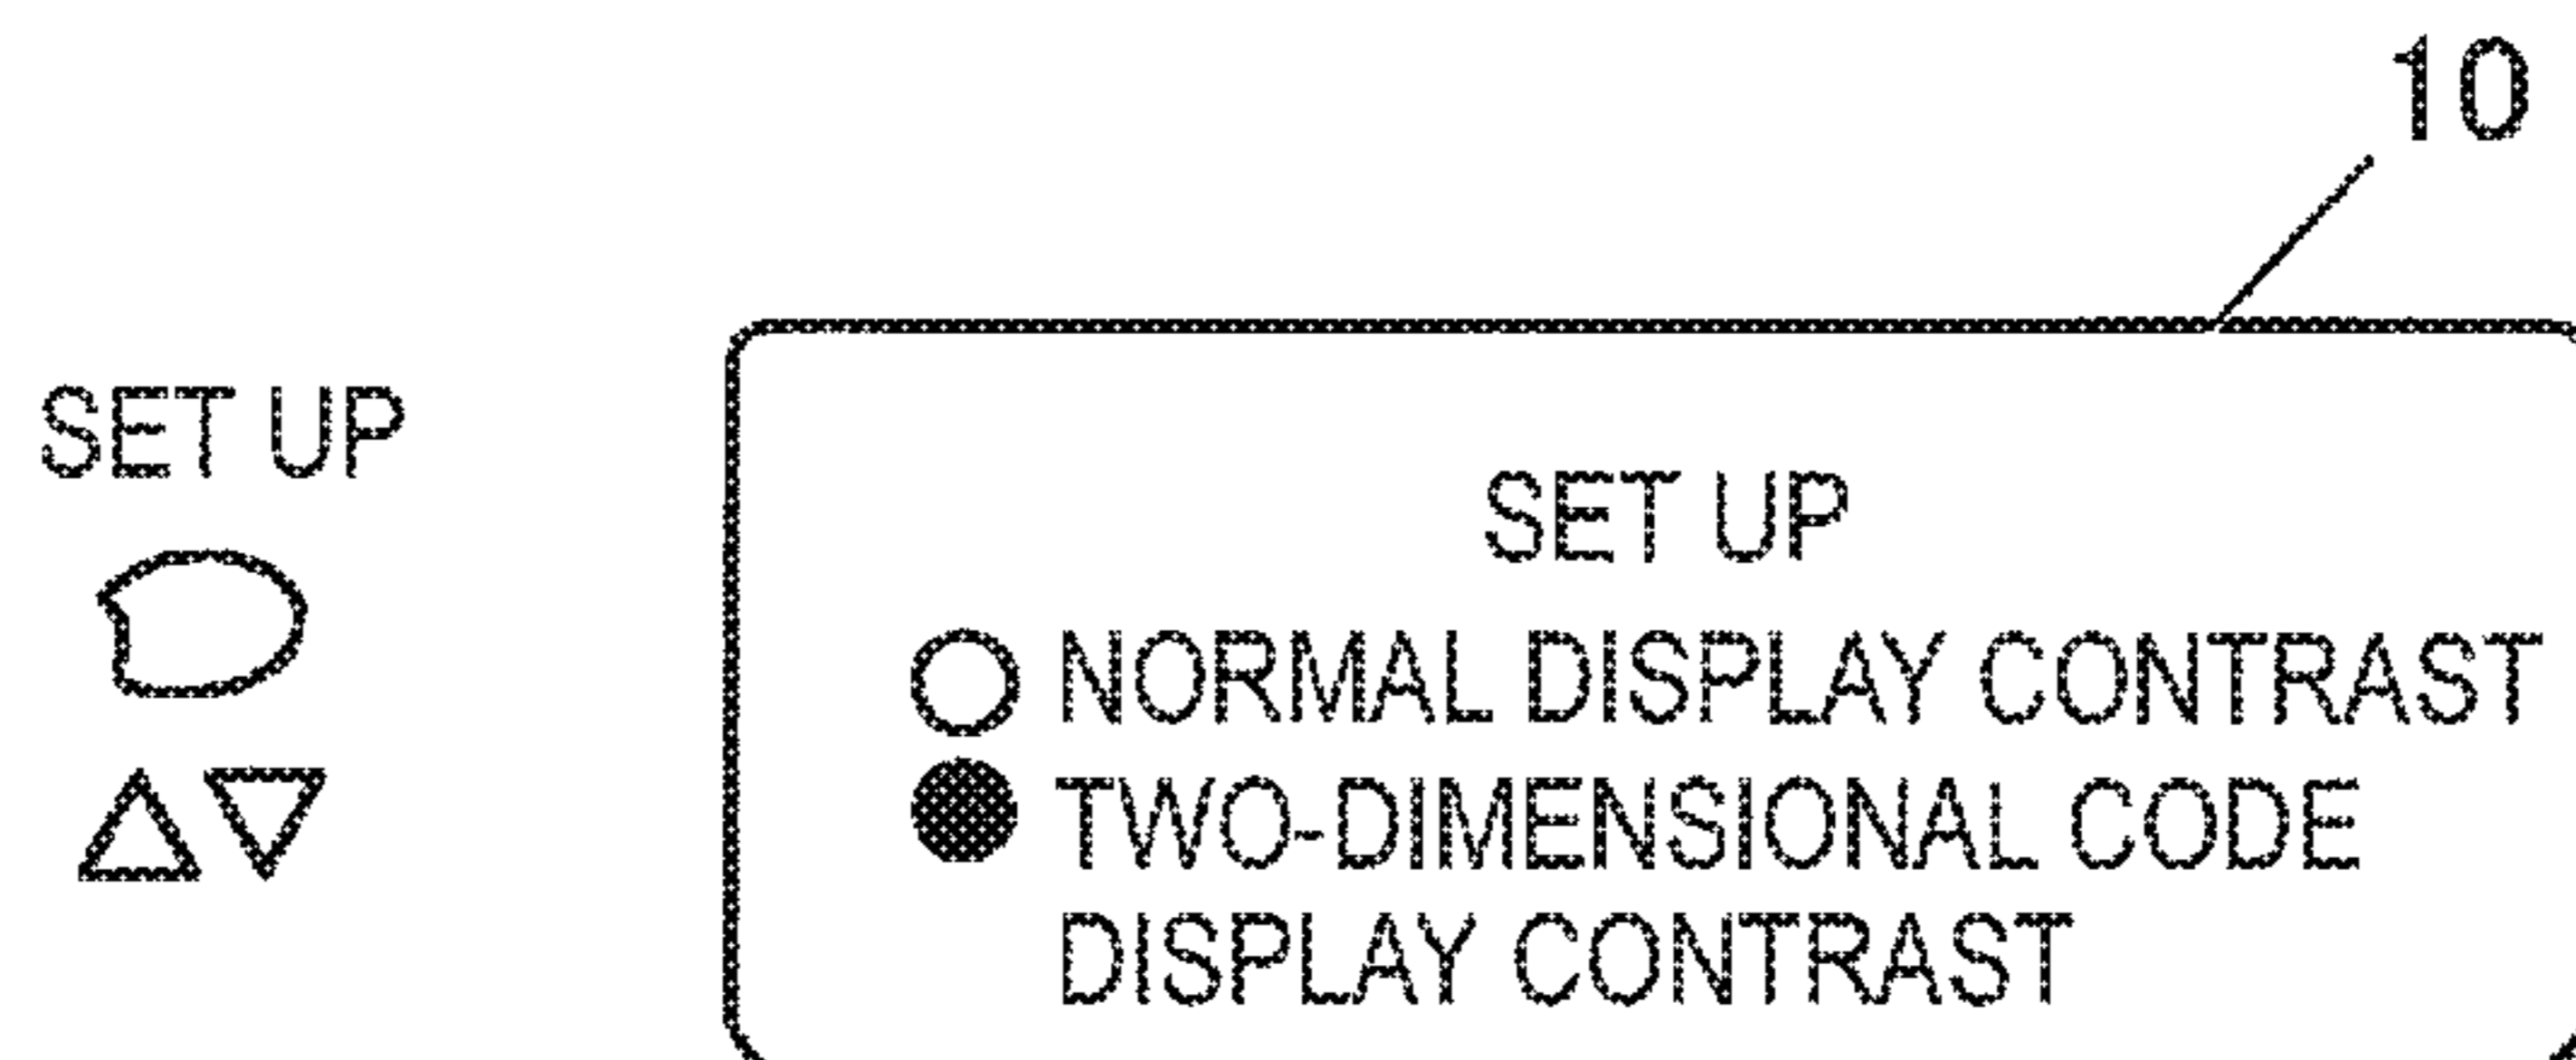 10
SET UP
SET UP
NORMAL DISPLAY CONTRAST
TWO-DIMENSIONAL CODE
DISPLAY CONTRAST